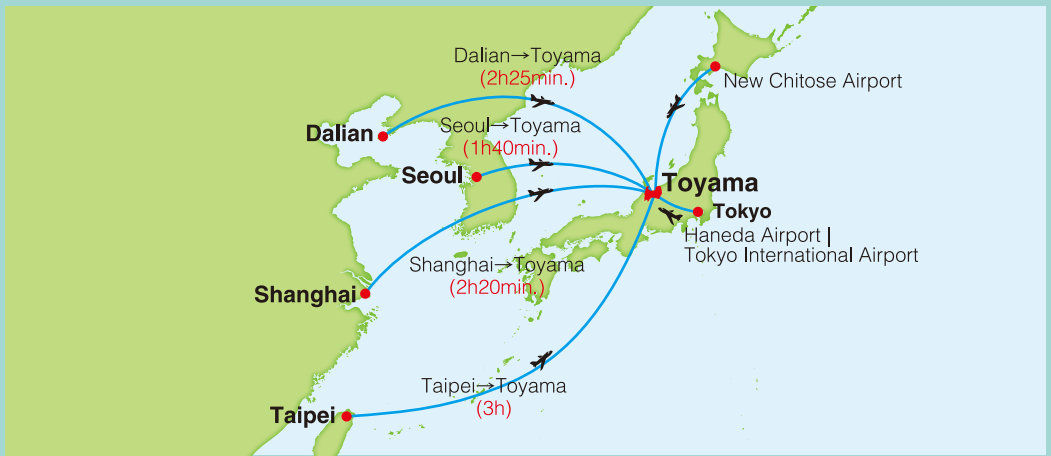 Dalian→Toyama
(2h25min.)
New Chitose Airport
Dalian
Seoul→Toyama
(1h40min.)
Seoul
Toyama
Tokyo
Haneda Airport |
Tokyo International Airport
Shanghai→Toyama
(2h20min.)
Shanghai
Taipei→Toyama
(3h)
Taipei